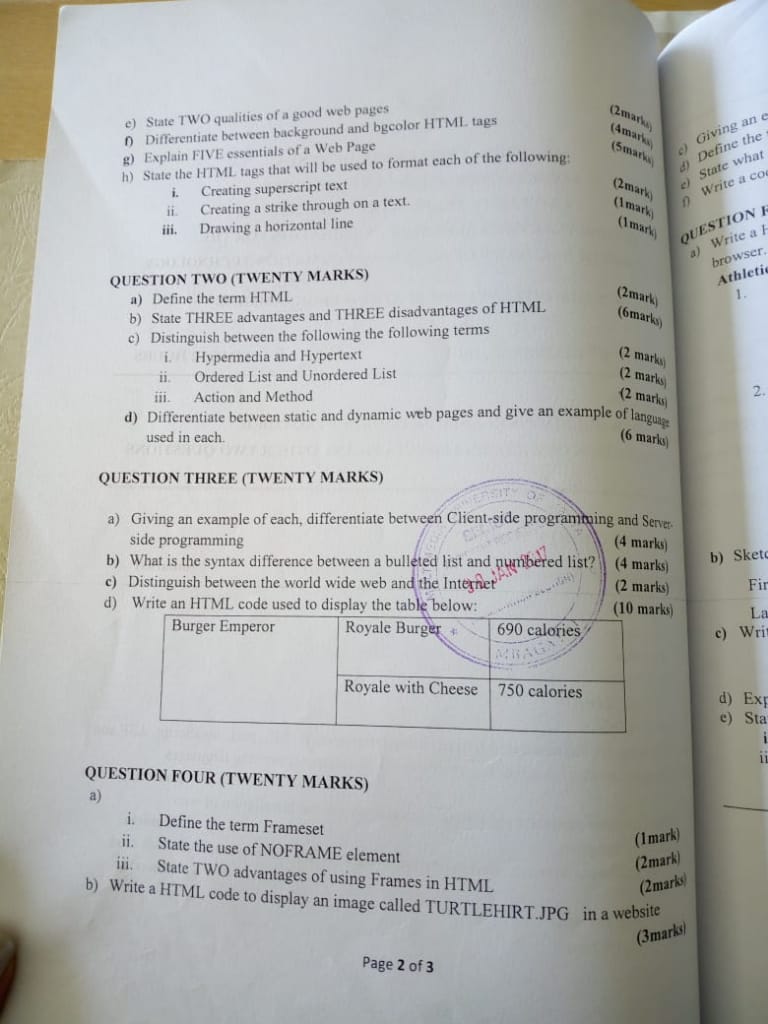 e) State TWO qualities of a good web pages (2marks)
f) Differentiate between background and bgcolor HTML tags (4marks)
g) Explain FIVE essentials of a Web Page (5marks)
h) State the HTML tags that will be used to format each of the following:
i. Creating superscript text (2mark)
ii. Creating a strike through on a text. (1mark)
iii. Drawing a horizontal line (1mark)
QUESTION TWO (TWENTY MARKS)
a) Define the term HTML (2mark)
b) State THREE advantages and THREE disadvantages of HTML (6marks)
c) Distinguish between the following the following terms
i. Hypermedia and Hypertext (2 marks)
ii. Ordered List and Unordered List (2 marks)
iii. Action and Method (2 marks)
d) Differentiate between static and dynamic web pages and give an example of language
used in each. (6 marks)
QUESTION THREE (TWENTY MARKS)
a) Giving an example of each, differentiate between Client-side programming and Server-
side programming (4 marks)
b) What is the syntax difference between a bulleted list and numbered list? (4 marks)
c) Distinguish between the world wide web and the Internet (2 marks)
d) Write an HTML code used to display the table below: (10 marks)
Burger Emperor Royale Burger 690 calories
Royale with Cheese 750 calories
QUESTION FOUR (TWENTY MARKS)
a)
i. Define the term Frameset (1mark)
ii. State the use of NOFRAME element (2mark)
iii. State TWO advantages of using Frames in HTML (2marks)
b) Write a HTML code to display an image called TURTLEHIRT.JPG in a website
(3marks)
Page 2 of 3
c) Giving an
d) Define the
e) State what
f) Write a
QUESTION
a) Write a
browser.
1.
2.
b)
c)
d)
e)
i
ii
JAN